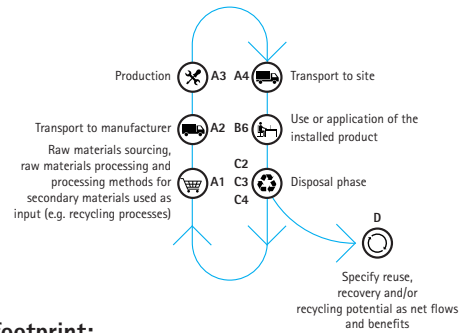 Production
A3
A4
Transport to site
Transport to manufacturer
A2
B6
Use or application of the
installed product
Raw materials sourcing,
raw materials processing and
processing methods for
secondary materials used as
input (e.g. recycling processes)
A1
C2
C3
C4
Disposal phase
D
Specify reuse,
recovery and/or
recycling potential as net flows
and benefits
footprint: